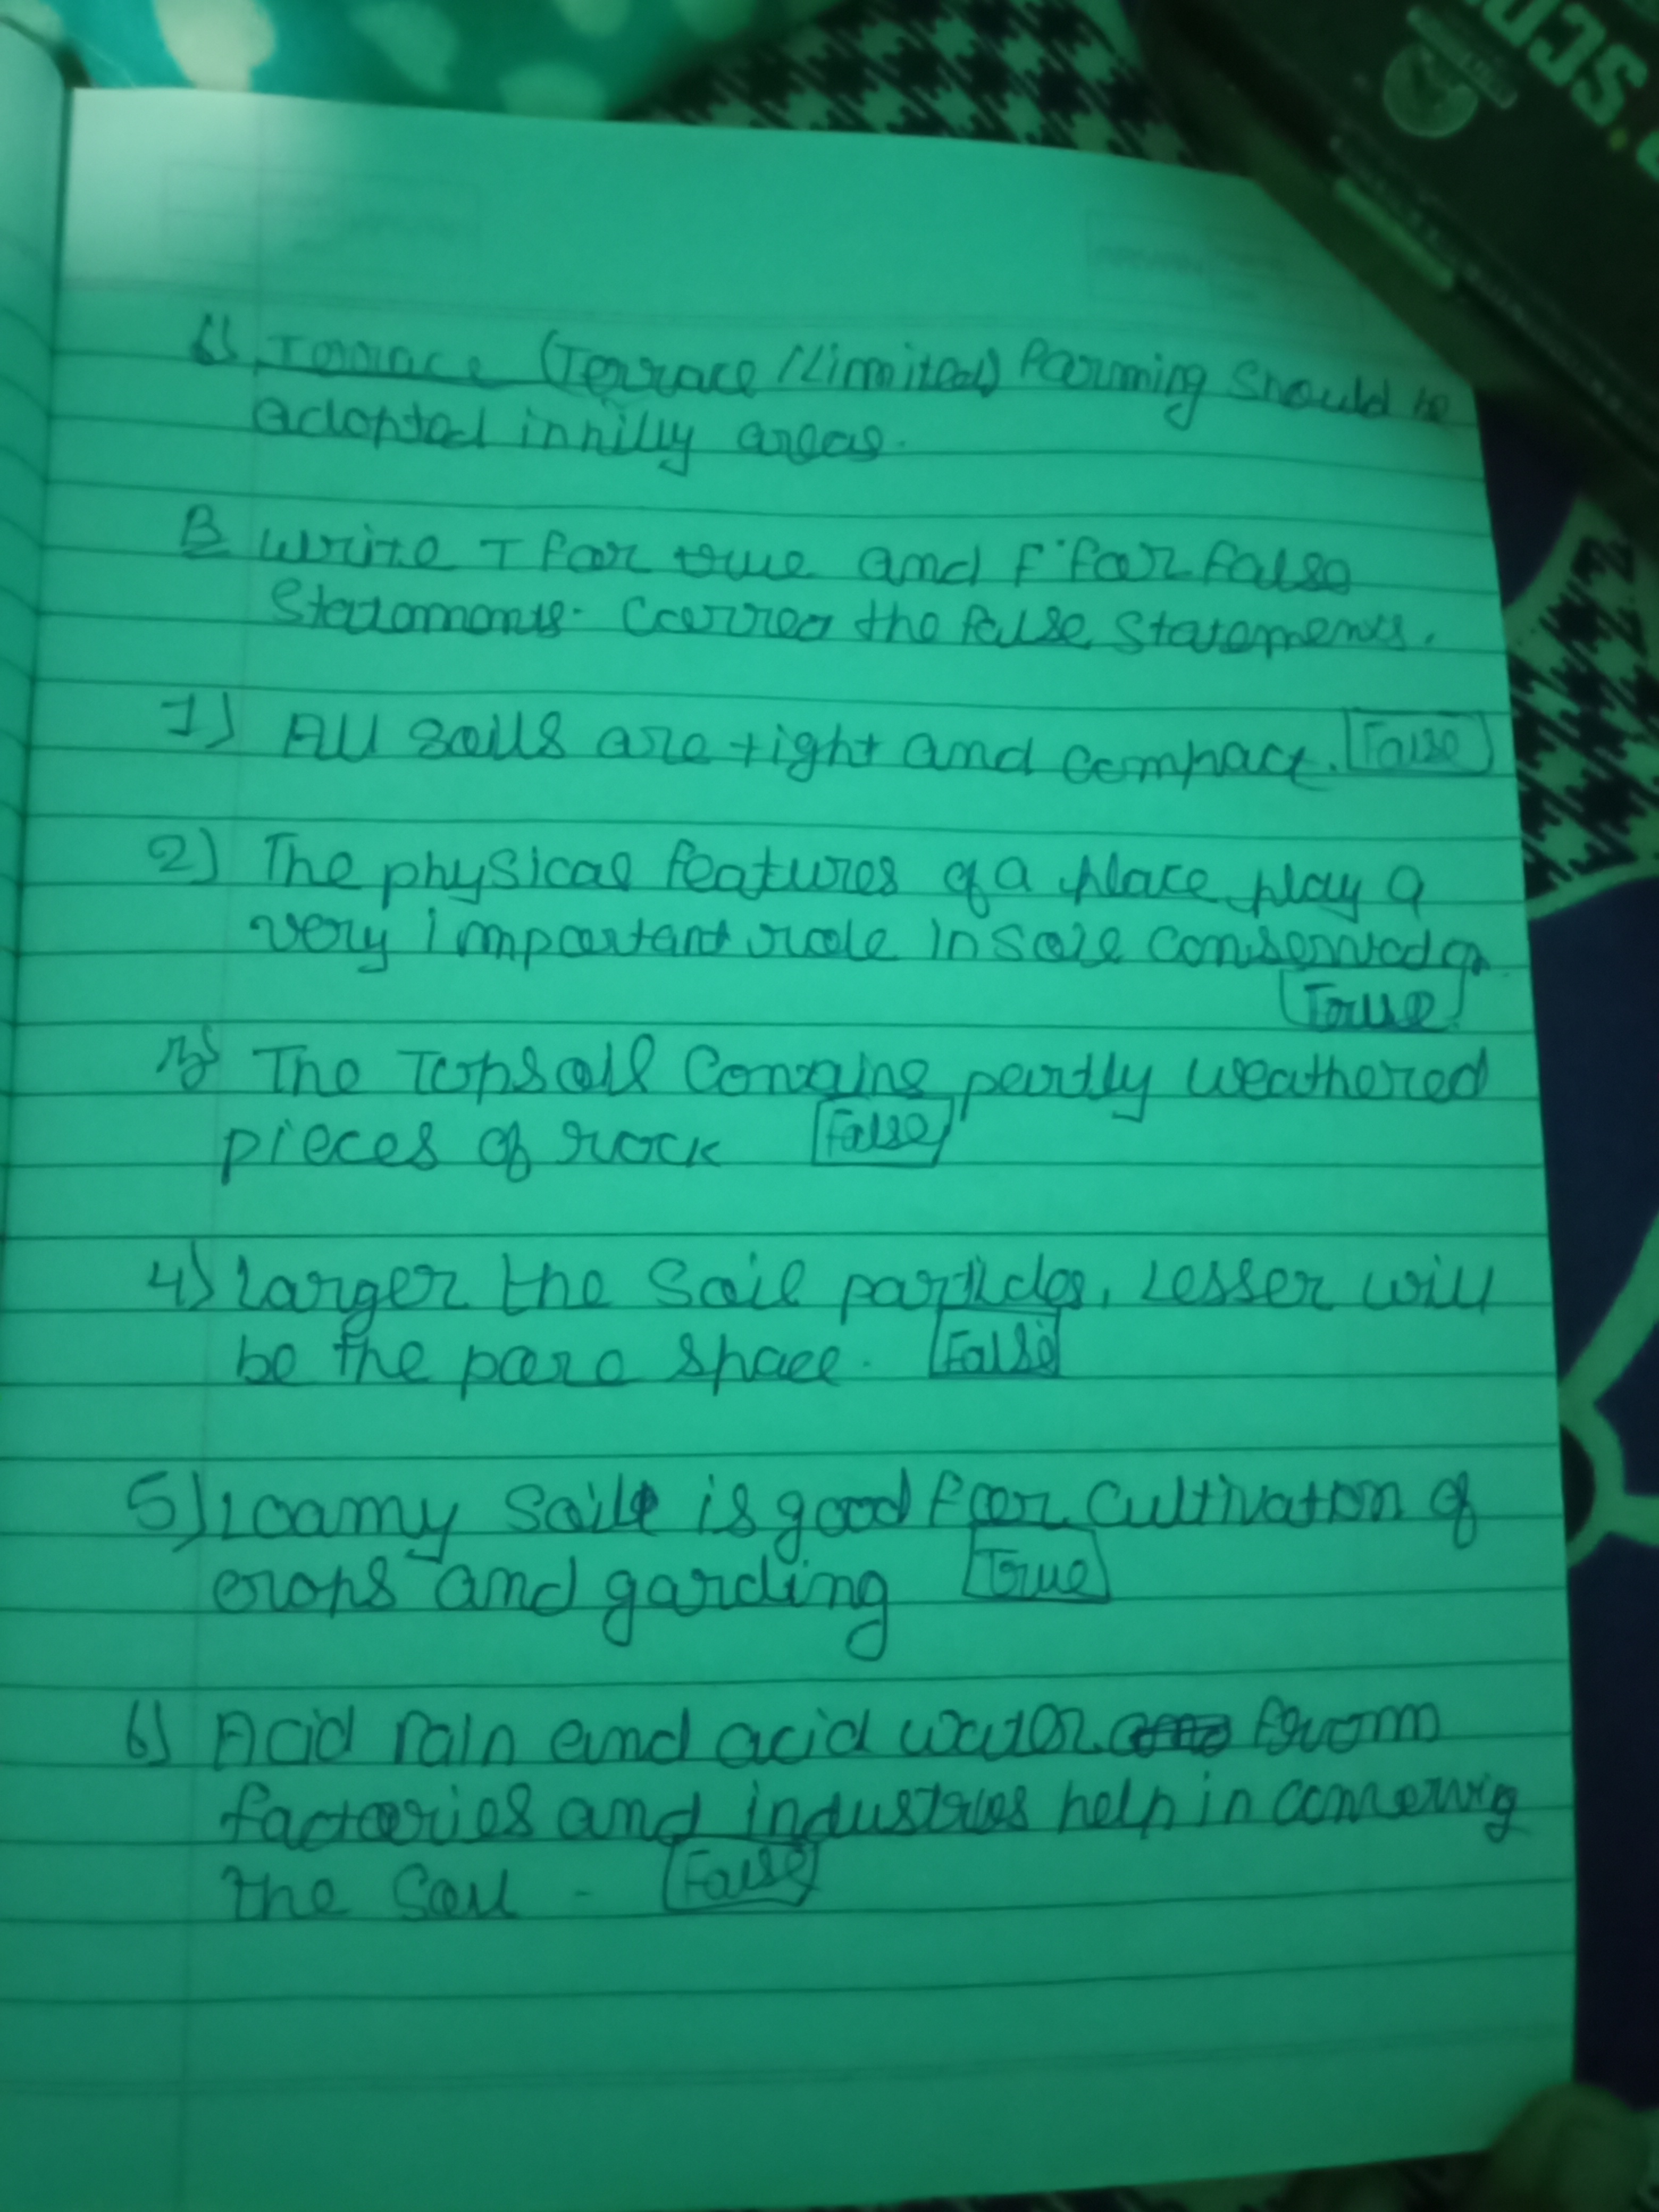 6) Terrace (Terrace / Limited) Farming should be
adopted in hilly areas.
B Write T for true and F for false
Statements. Correct the false statements.
1) All soils are tight and compact. False
2) The physical features of a place play a
very important role in soil conservation
True
3) The Topsoil Contains partly weathered
pieces of rock False
4) Larger the soil particles, Lesser will
be the pore space. False
5) Loamy soil is good for cultivation of
crops and garding True
6) Acid rain and acid water from
factories and industries help in conserving
the soil. False